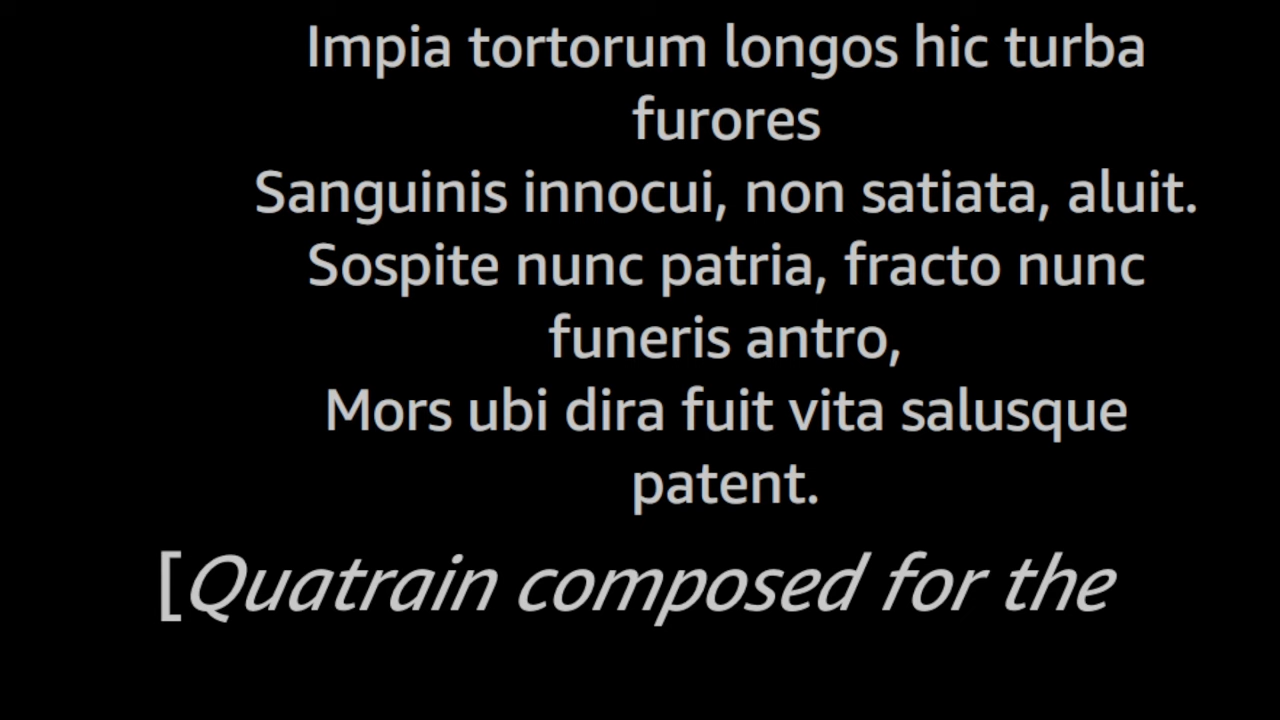 Impia tortorum longos hic turba
furores
Sanguinis innocui, non satiata, aluit.
Sospite nunc patria, fracto nunc
funeris antro,
Mors ubi dira fuit vita salusque
patent.
[Quatrain composed for the